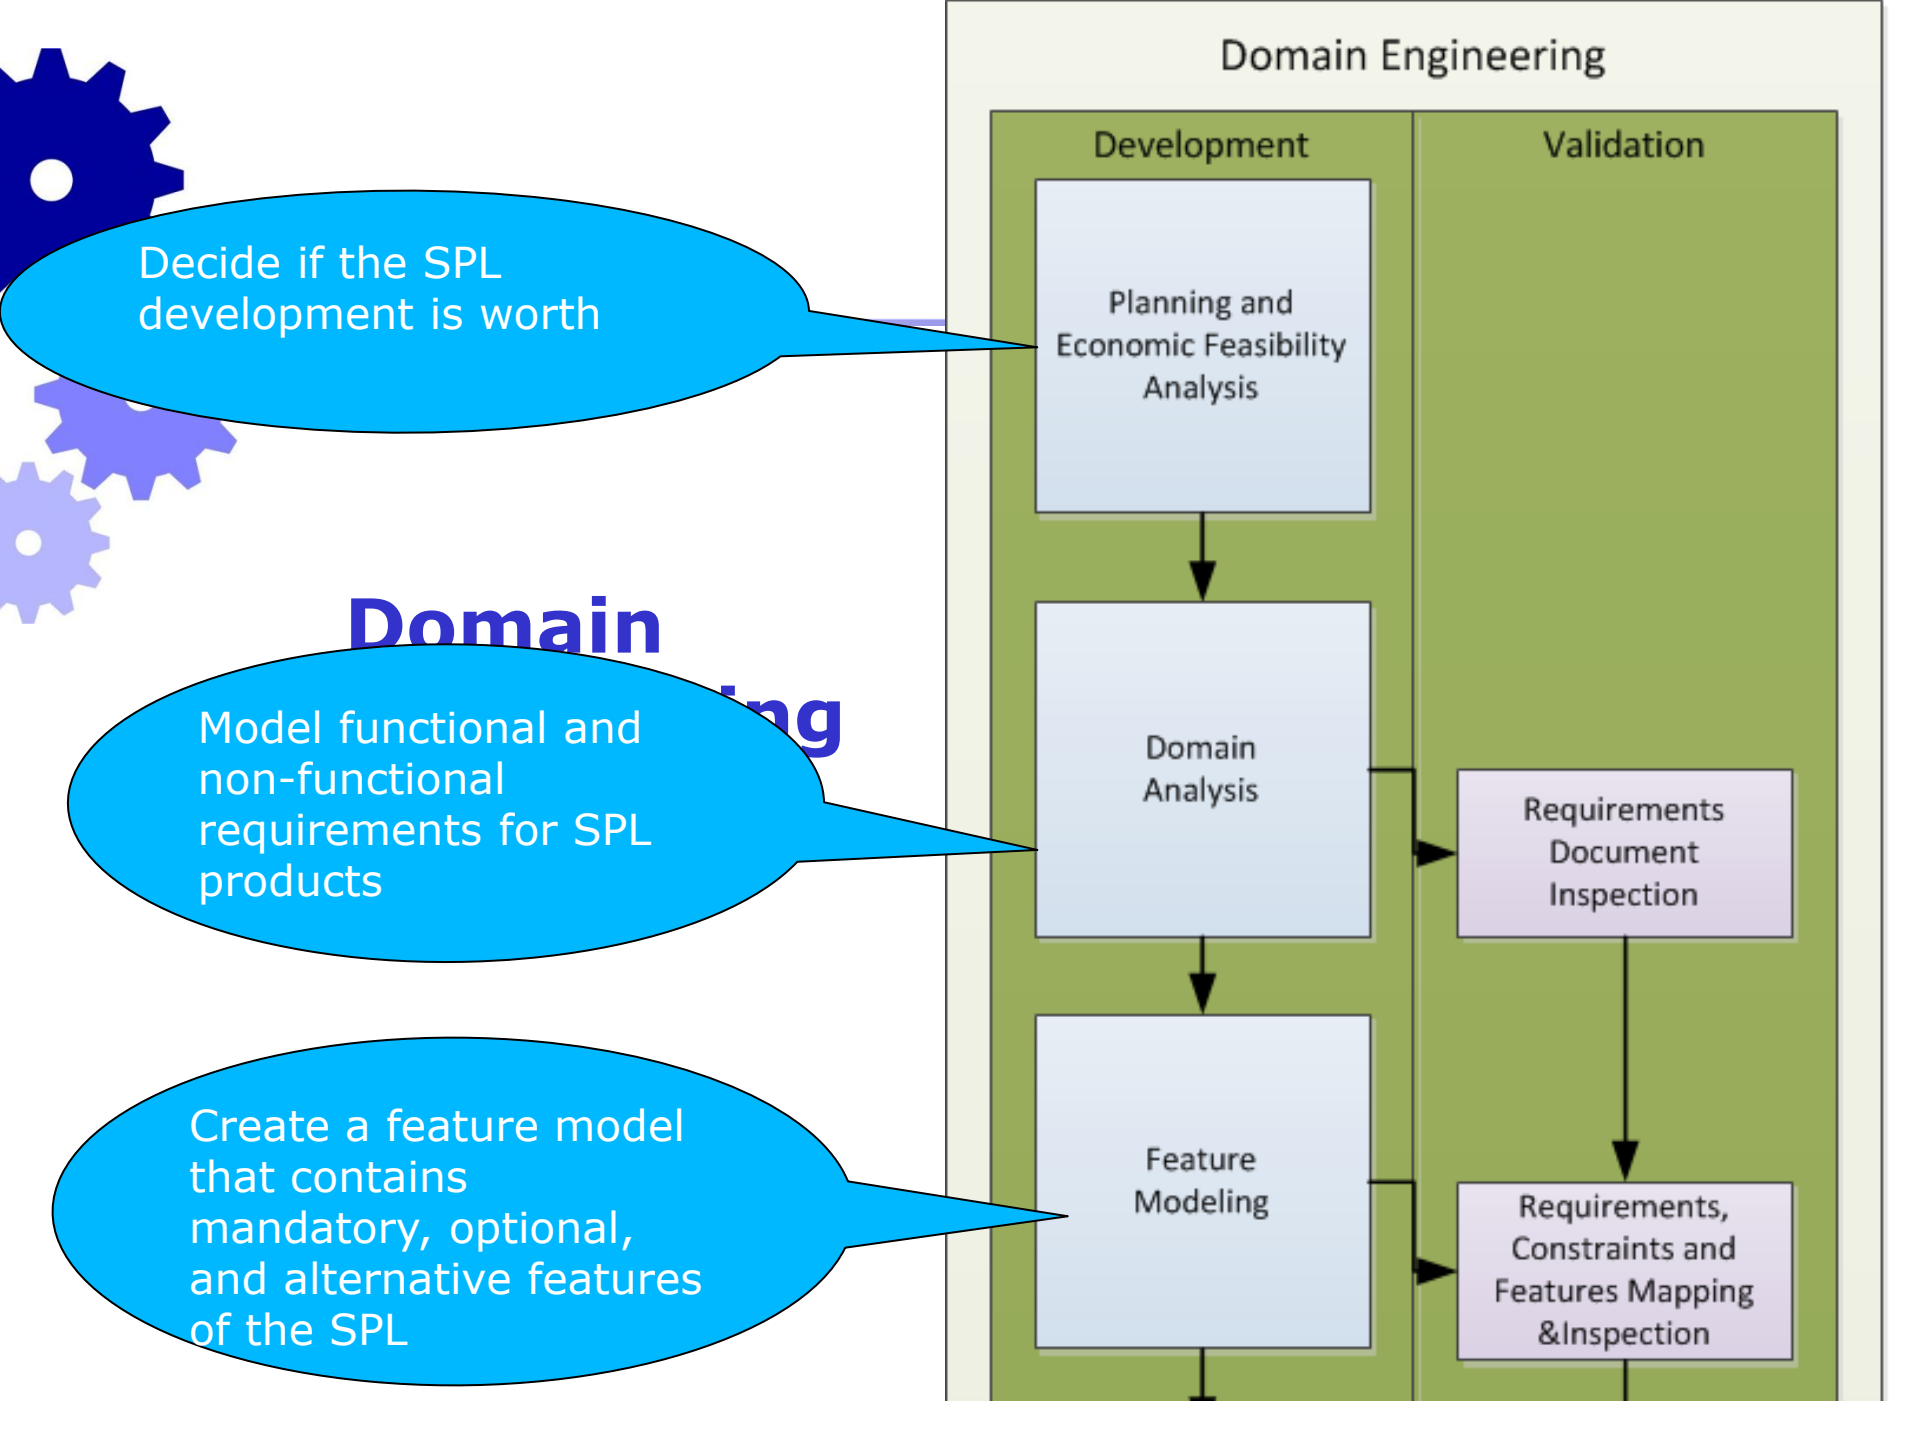 Domain Engineering
Development
Validation
Decide if the SPL
development is worth
Planning and
Economic Feasibility
Analysis
Domain
Model functional and
non-functional
requirements for SPL
products
Domain
Analysis
Requirements
Document
Inspection
Create a feature model
that contains
mandatory, optional,
and alternative features
of the SPL
Feature
Modeling
Requirements,
Constraints and
Features Mapping
&Inspection